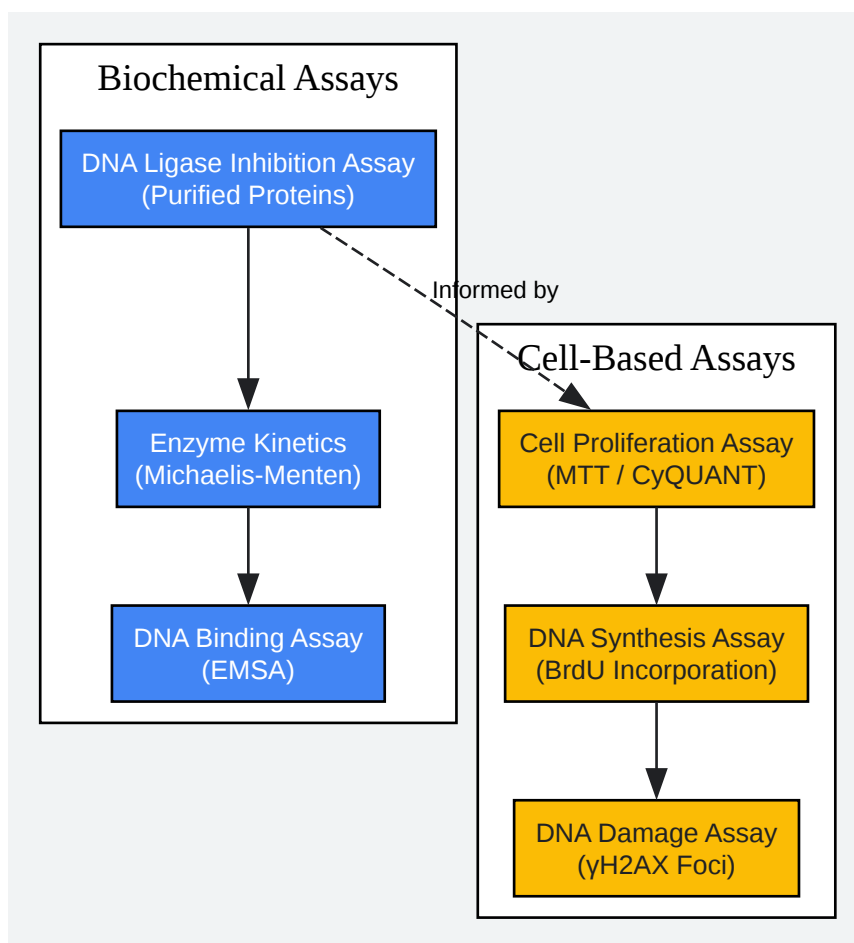 Biochemical Assays
DNA Ligase Inhibition Assay
(Purified Proteins)
Enzyme Kinetics
(Michaelis-Menten)
DNA Binding Assay
(EMSA)
Informed by
Cell-Based Assays
Cell Proliferation Assay
(MTT / CyQUANT)
DNA Synthesis Assay
(BrdU Incorporation)
DNA Damage Assay
(γH2AX Foci)